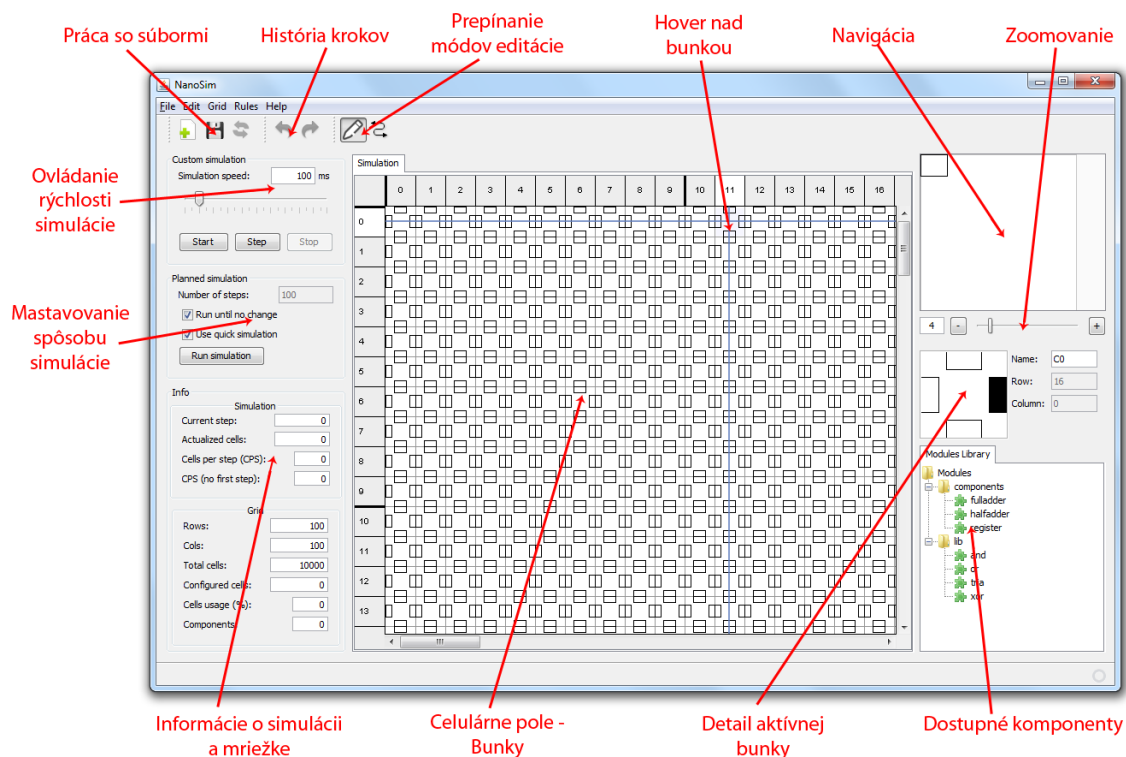 Práca so súbormi
História krokov
Prepínanie
módov editácie
Hover nad
bunkou
Navigácia
Zoomovanie
NanoSim
File Edit Grid Rules Help
Ovládanie
rýchlosti
simulácie
Mastavovanie
spôsobu
simulácie
Custom simulation
Simulation speed: 100 ms
Start Step Stop
Planned simulation
Number of steps: 100
Run until no change
Use quick simulation
Run simulation
Info
Simulation
Current step: 0
Actualized cells: 0
Cells per step (CPS): 0
CPS (no first step): 0
Grid
Rows: 100
Cols: 100
Total cells: 10000
Configured cells: 0
Cells usage (%): 0
Components: 0
Simulation
0 1 2 3 4 5 6 7 8 9 10 11 12 13 14 15 16
0
1
2
3
4
5
6
7
8
9
10
11
12
13
4 - +
Name: C0
Row: 16
Column: 0
Modules Library
Modules
components
fulladder
halfadder
register
lib
and
or
tria
xor
Informácie o simulácii
a mriežke
Celulárne pole -
Bunky
Detail aktívnej
bunky
Dostupné komponenty